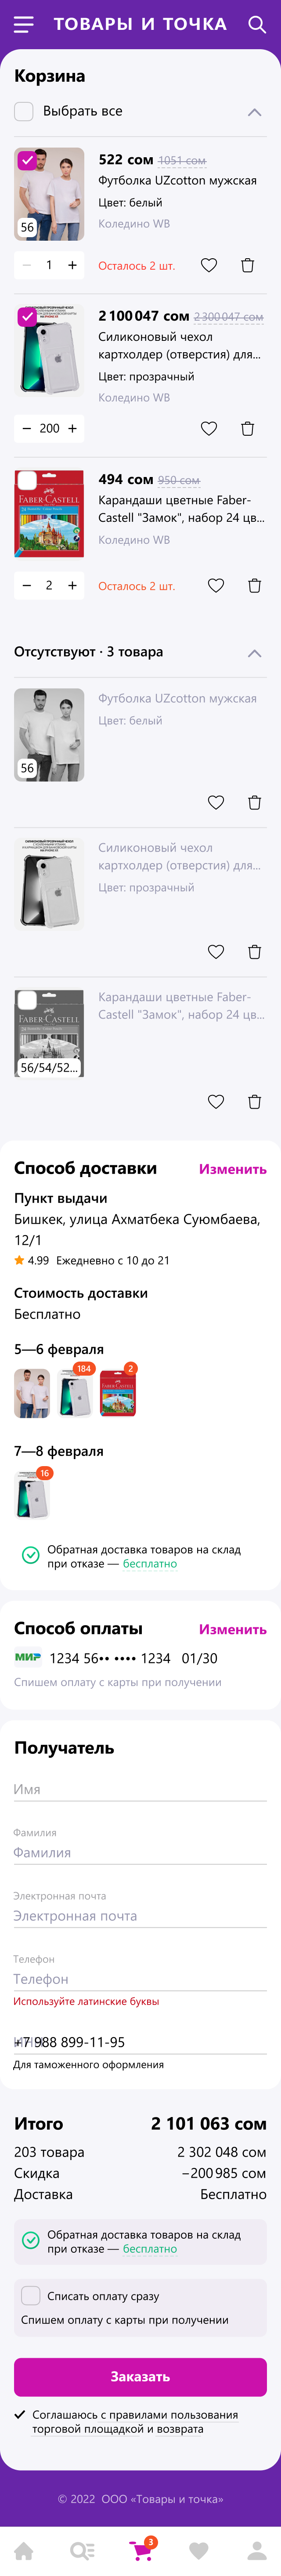 ТОВАРЫ И ТОЧКА
Корзина
Выбрать все
522 сом 1051 сом
Футболка UZcotton мужская
Цвет: белый
Коледино WB
56
− 1 +
Осталось 2 шт.
2 100 047 сом 2 300 047 сом
Силиконовый чехол
картхолдер (отверстия) для...
Цвет: прозрачный
Коледино WB
− 200 +
494 сом 950 сом
Карандаши цветные Faber-
Castell "Замок", набор 24 цв...
Коледино WB
FABER-CASTELL
− 2 +
Осталось 2 шт.
Отсутствуют · 3 товара
Футболка UZcotton мужская
Цвет: белый
56
Силиконовый чехол
картхолдер (отверстия) для...
Цвет: прозрачный
Карандаши цветные Faber-
Castell "Замок", набор 24 цв...
FABER-CASTELL
56/54/52...
Способ доставки
Изменить
Пункт выдачи
Бишкек, улица Ахматбека Суюмбаева,
12/1
4.99 Ежедневно с 10 до 21
Стоимость доставки
Бесплатно
5—6 февраля
184
2
7—8 февраля
16
Обратная доставка товаров на склад
при отказе — бесплатно
Способ оплаты
Изменить
МИР 1234 56•• •••• 1234 01/30
Спишем оплату с карты при получении
Получатель
Имя
Фамилия
Фамилия
Электронная почта
Электронная почта
Телефон
Телефон
Используйте латинские буквы
+7 988 899-11-95
Для таможенного оформления
Итого
2 101 063 сом
203 товара
2 302 048 сом
Скидка
−200 985 сом
Доставка
Бесплатно
Обратная доставка товаров на склад
при отказе — бесплатно
Списать оплату сразу
Спишем оплату с карты при получении
Заказать
Соглашаюсь с правилами пользования
торговой площадкой и возврата
© 2022 ООО «Товары и точка»
3